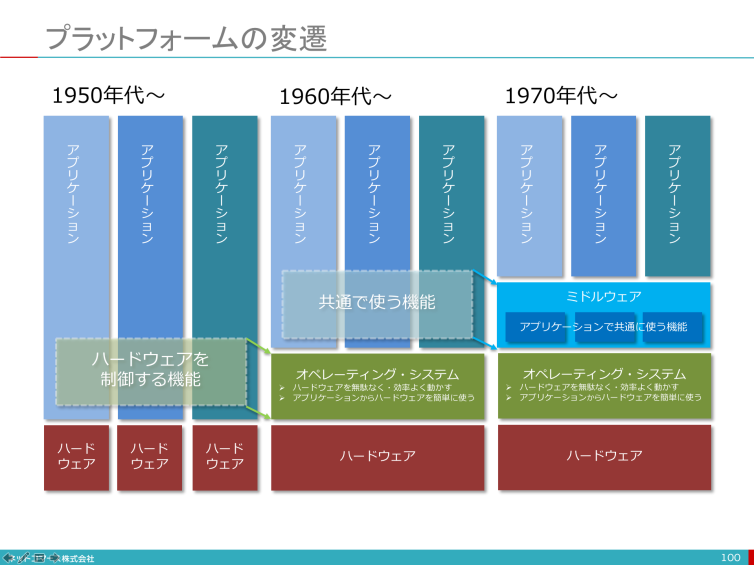 プラットフォームの変遷
1950年代～
1960年代～
1970年代～
アプリケーション
アプリケーション
アプリケーション
アプリケーション
アプリケーション
アプリケーション
アプリケーション
アプリケーション
アプリケーション
共通で使う機能
ミドルウェア
アプリケーションで共通に使う機能
ハードウェアを
制御する機能
オペレーティング・システム
➢ ハードウェアを無駄なく・効率よく動かす
➢ アプリケーションからハードウェアを簡単に使う
オペレーティング・システム
➢ ハードウェアを無駄なく・効率よく動かす
➢ アプリケーションからハードウェアを簡単に使う
ハード
ウェア
ハード
ウェア
ハード
ウェア
ハードウェア
ハードウェア
株式会社
100